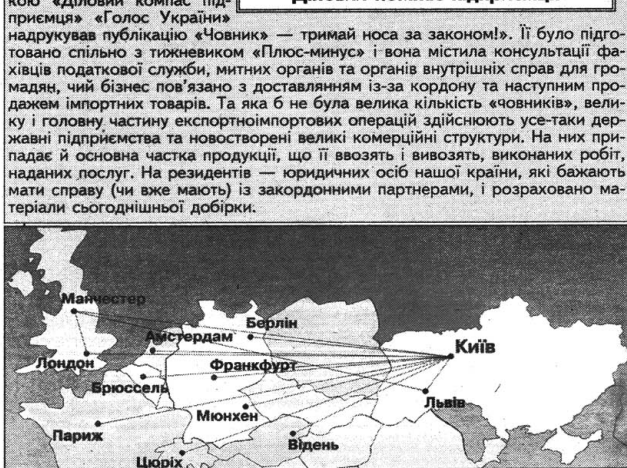 кою «Діловий компас під-
приємця» «Голос України»
надрукував публікацію «Човник» — тримай носа за законом!». Її було підго-
товано спільно з тижневиком «Плюс-минус» і вона містила консультації фа-
хівців податкової служби, митних органів та органів внутрішніх справ для гро-
мадян, чий бізнес пов'язано з доставлянням із-за кордону та наступним про-
дажем імпортних товарів. Та яка б не була велика кількість «човників», вели-
ку і головну частину експортноімпортових операцій здійснюють усе-таки дер-
жавні підприємства та новостворені великі комерційні структури. На них при-
падає й основна частка продукції, що її ввозять і вивозять, виконаних робіт,
наданих послуг. На резидентів — юридичних осіб нашої країни, які бажають
мати справу (чи вже мають) із закордонними партнерами, і розраховано ма-
теріали сьогоднішньої добірки.
Манчестер
Берлін
Амстердам
Київ
Лондон
Франкфурт
Брюссель
Львів
Мюнхен
Париж
Відень
Цюріх